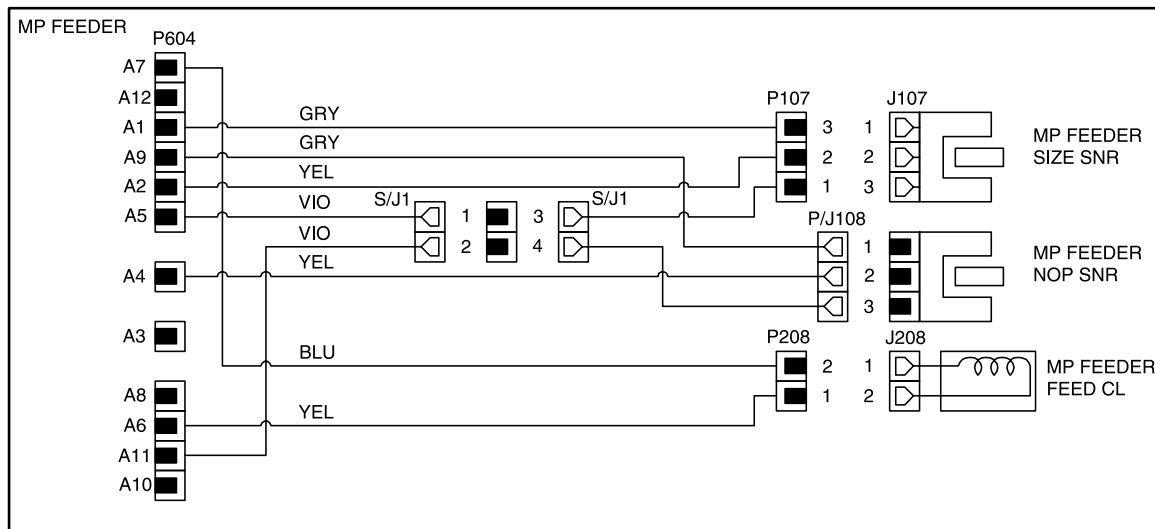 MP FEEDER
P604
A7
A12
A1
A9
A2
A5
A4
A3
A8
A6
A11
A10
GRY
GRY
YEL
VIO
VIO
YEL
BLU
YEL
S/J1
1 3
2 4
S/J1
P107 J107
3 1
2 2
1 3
MP FEEDER
SIZE SNR
P/J108
1
2
3
MP FEEDER
NOP SNR
P208 J208
2 1
1 2
MP FEEDER
FEED CL